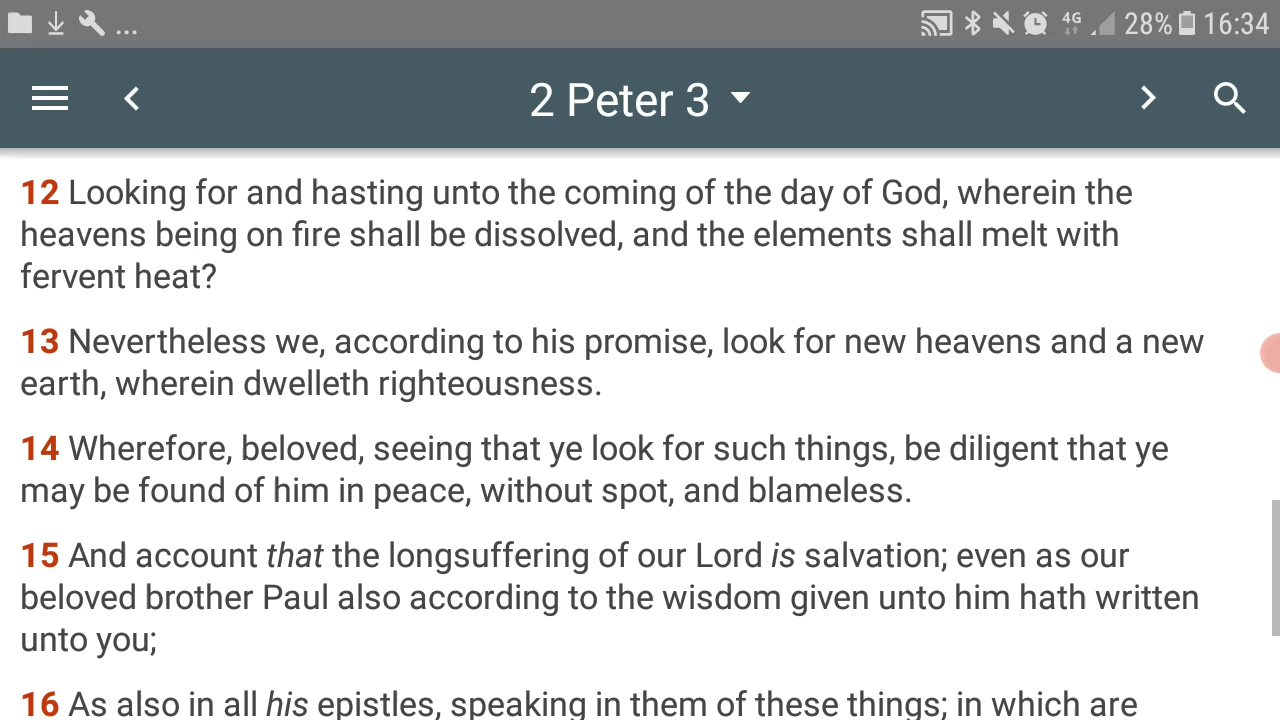 ... 4G 28% 16:34
2 Peter 3
12 Looking for and hasting unto the coming of the day of God, wherein the
heavens being on fire shall be dissolved, and the elements shall melt with
fervent heat?
13 Nevertheless we, according to his promise, look for new heavens and a new
earth, wherein dwelleth righteousness.
14 Wherefore, beloved, seeing that ye look for such things, be diligent that ye
may be found of him in peace, without spot, and blameless.
15 And account that the longsuffering of our Lord is salvation; even as our
beloved brother Paul also according to the wisdom given unto him hath written
unto you;
16 As also in all his epistles, speaking in them of these things; in which are